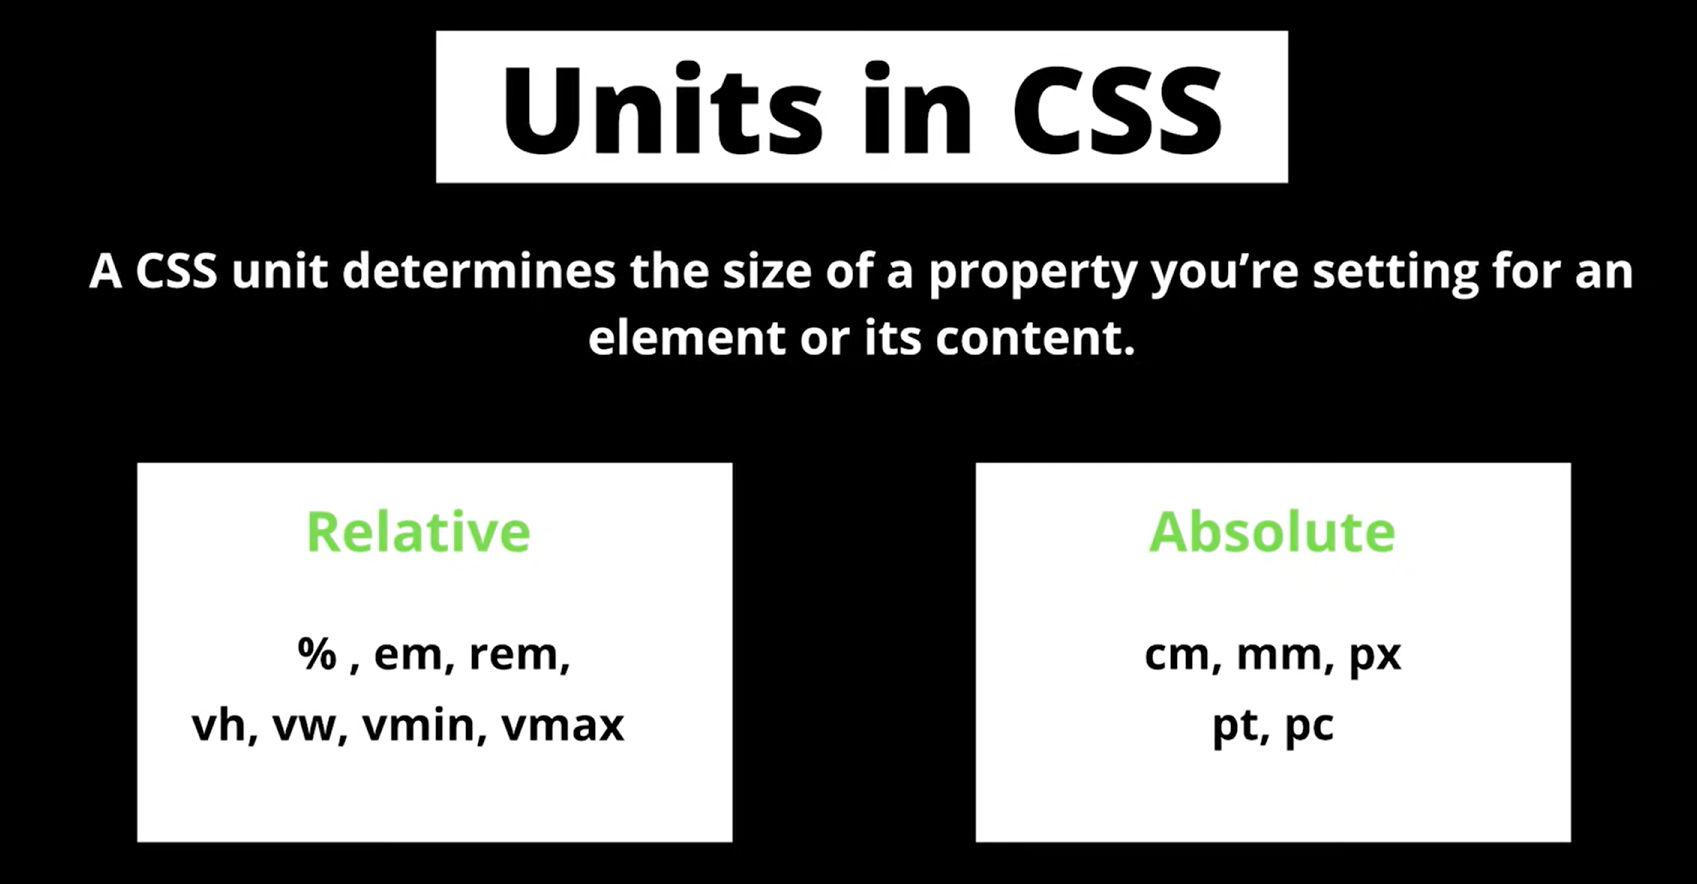 Units in CSS
A CSS unit determines the size of a property you’re setting for an
element or its content.
Relative
% , em, rem,
vh, vw, vmin, vmax
Absolute
cm, mm, px
pt, pc